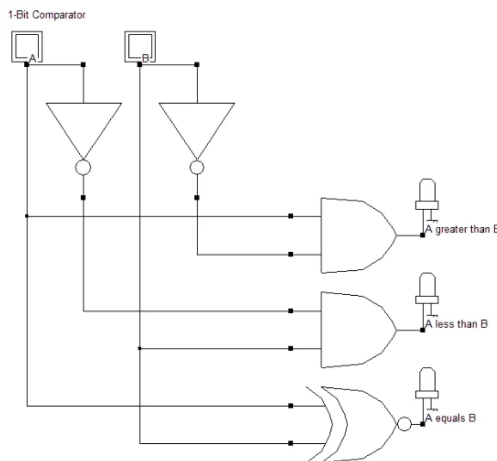 1-Bit Comparator
A
B
A greater than B
A less than B
A equals B